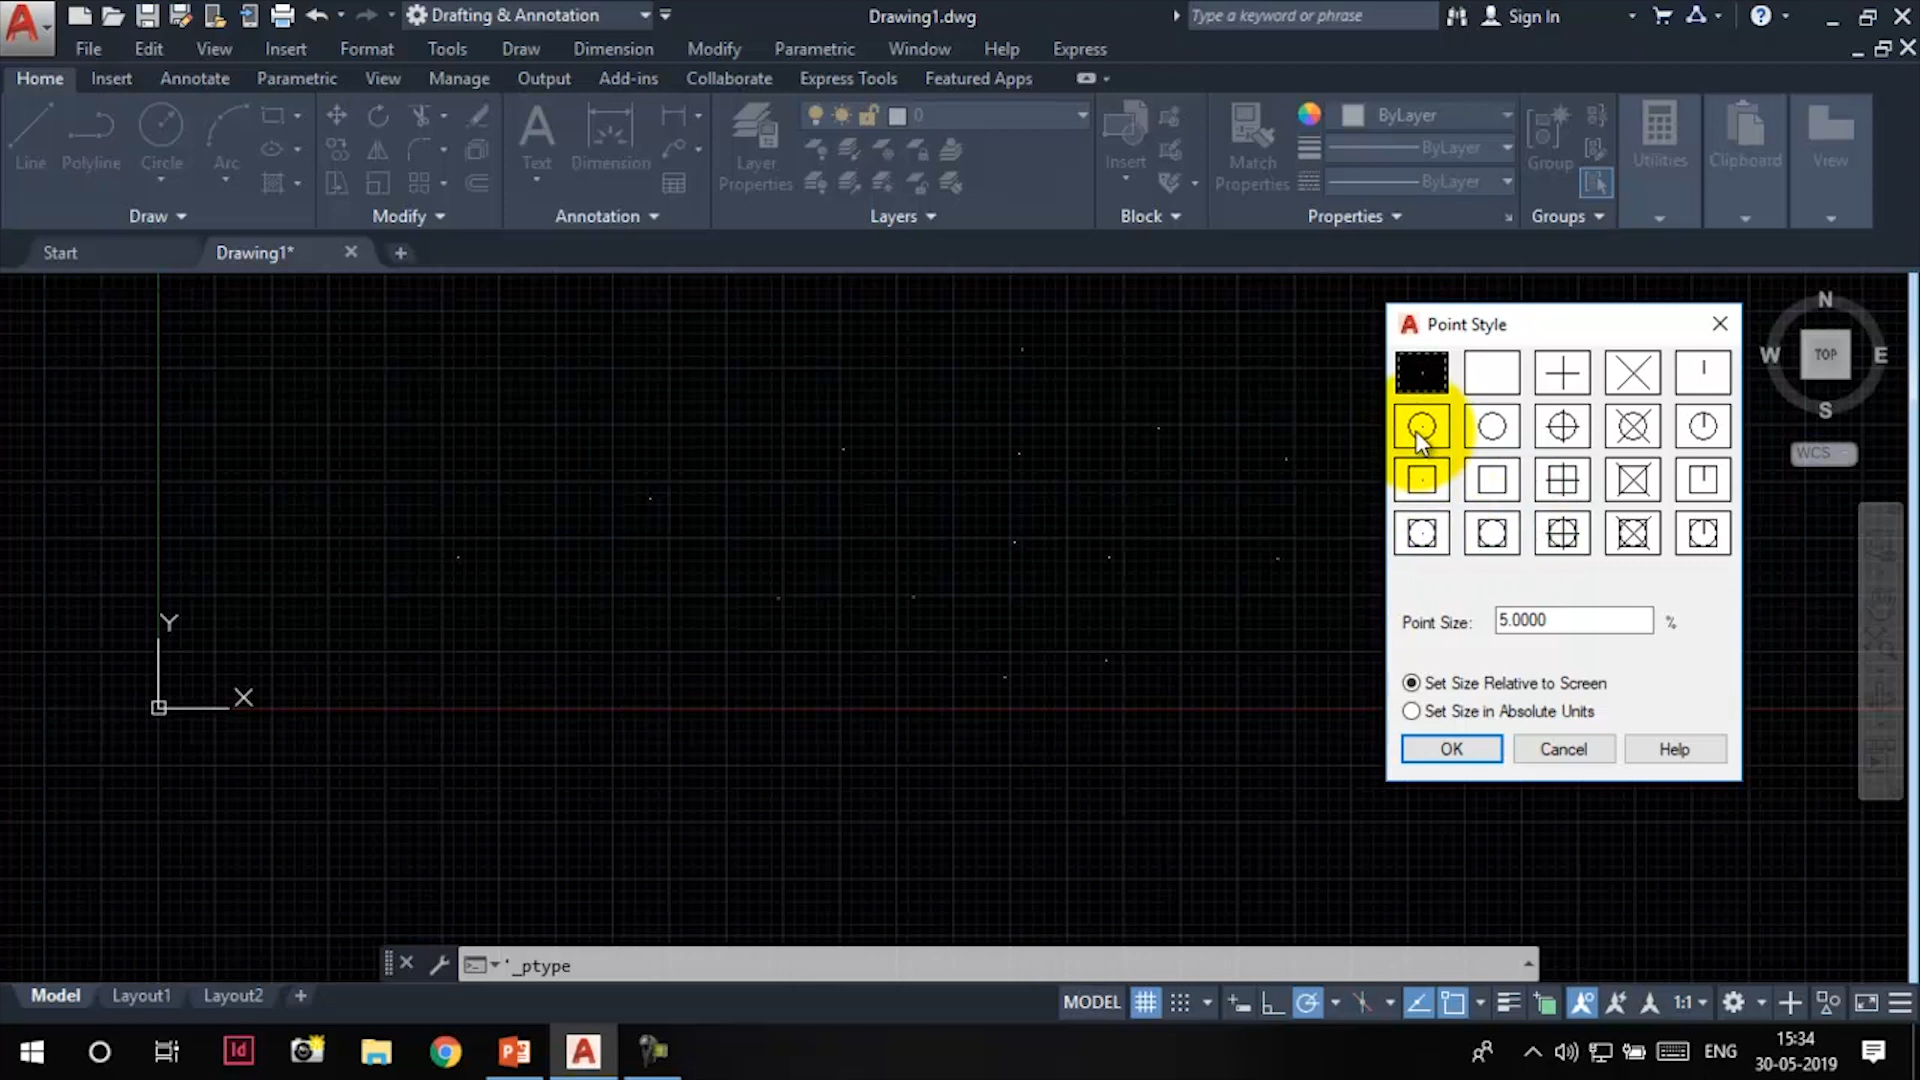 Drafting & Annotation
Drawing1.dwg
Type a keyword or phrase
Sign In
File Edit View Insert Format Tools Draw Dimension Modify Parametric Window Help Express
Home Insert Annotate Parametric View Manage Output Add-ins Collaborate Express Tools Featured Apps
0
ByLayer
Line Polyline Circle Arc
Text Dimension
Layer Properties
Insert
Match Properties
ByLayer
ByLayer
Group
Utilities
Clipboard
View
Draw Modify Annotation Layers Block Properties Groups
Start
Drawing1*
Point Style
N
W TOP E
S
WCS
Y
X
Point Size: 5.0000 %
Set Size Relative to Screen
Set Size in Absolute Units
OK Cancel Help
'_ptype
Model Layout1 Layout2
MODEL
1:1
Id
ENG
15:34
30-05-2019